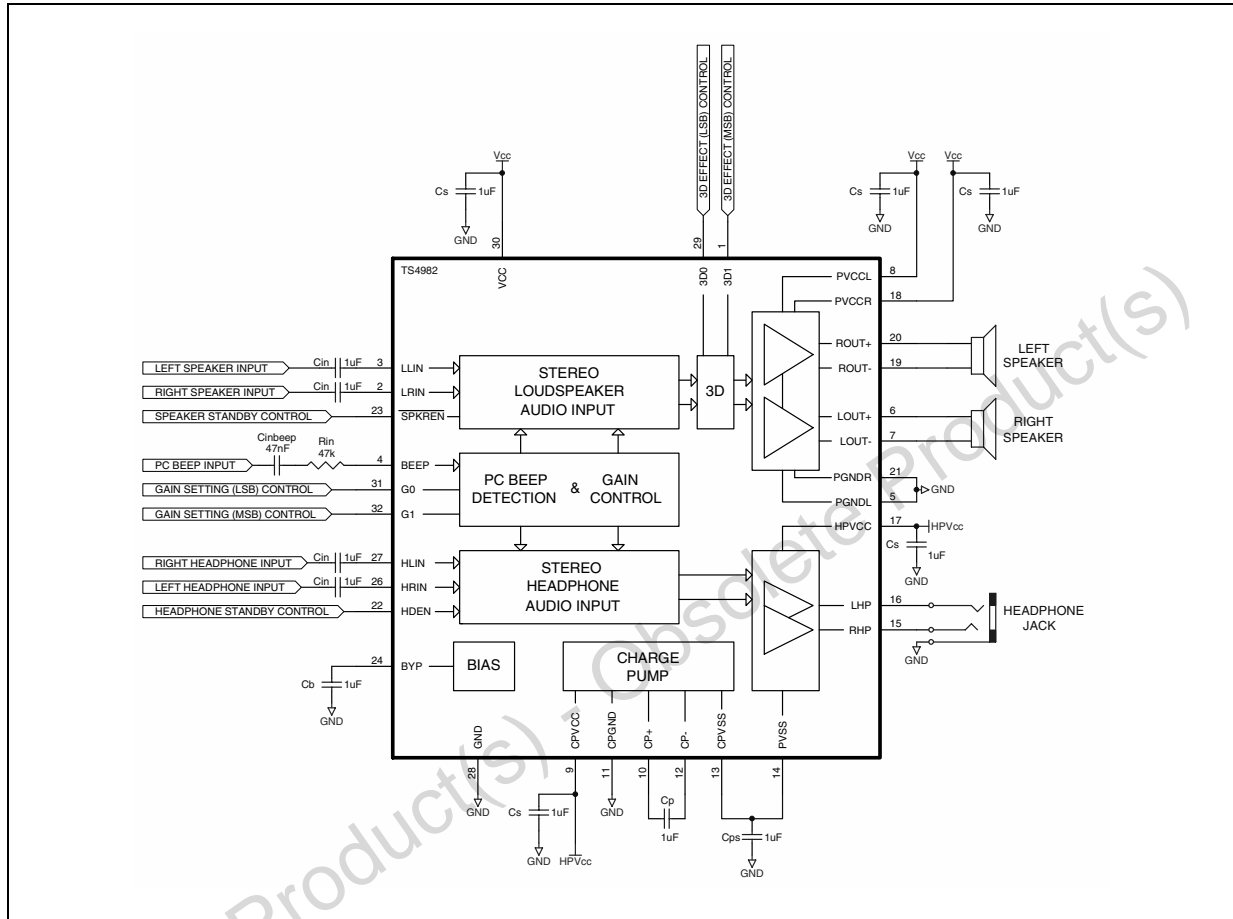 3D EFFECT (LSB) CONTROL
3D EFFECT (MSB) CONTROL
Vcc
Cs
1uF
GND
30
VCC
29
3D0
1
3D1
Vcc
Vcc
Cs
1uF
GND
Cs
1uF
GND
TS4982
PVCCL
8
PVCCR
18
ROUT+
20
ROUT-
19
LEFT
SPEAKER
LOUT+
6
LOUT-
7
RIGHT
SPEAKER
PGNDR
21
PGNDL
5
GND
HPVCC
17
HPVcc
Cs
1uF
GND
LEFT SPEAKER INPUT
Cin
1uF
3
LLIN
RIGHT SPEAKER INPUT
Cin
1uF
2
LRIN
SPEAKER STANDBY CONTROL
23
SPKREN
STEREO
LOUDSPEAKER
AUDIO INPUT
3D
Cinbeep
47nF
Rin
47k
PC BEEP INPUT
4
BEEP
GAIN SETTING (LSB) CONTROL
31
G0
GAIN SETTING (MSB) CONTROL
32
G1
PC BEEP
DETECTION
&
GAIN
CONTROL
RIGHT HEADPHONE INPUT
Cin
1uF
27
HLIN
LEFT HEADPHONE INPUT
Cin
1uF
26
HRIN
HEADPHONE STANDBY CONTROL
22
HDEN
STEREO
HEADPHONE
AUDIO INPUT
LHP
16
RHP
15
GND
HEADPHONE
JACK
24
BYP
BIAS
Cb
1uF
GND
CHARGE
PUMP
GND
28
GND
CPVCC
9
Cs
1uF
GND
HPVcc
CPGND
11
GND
CP+
10
CP-
12
Cp
1uF
CPVSS
13
PVSS
14
Cps
1uF
GND
Product(s) - Obsolete Product(s)